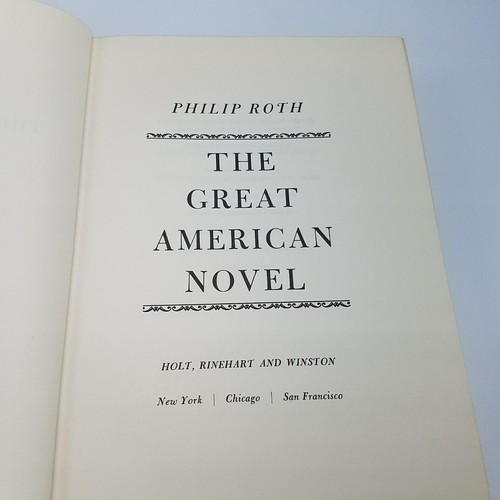 PHILIP ROTH
THE
GREAT
AMERICAN
NOVEL
HOLT, RINEHART AND WINSTON
New York | Chicago | San Francisco